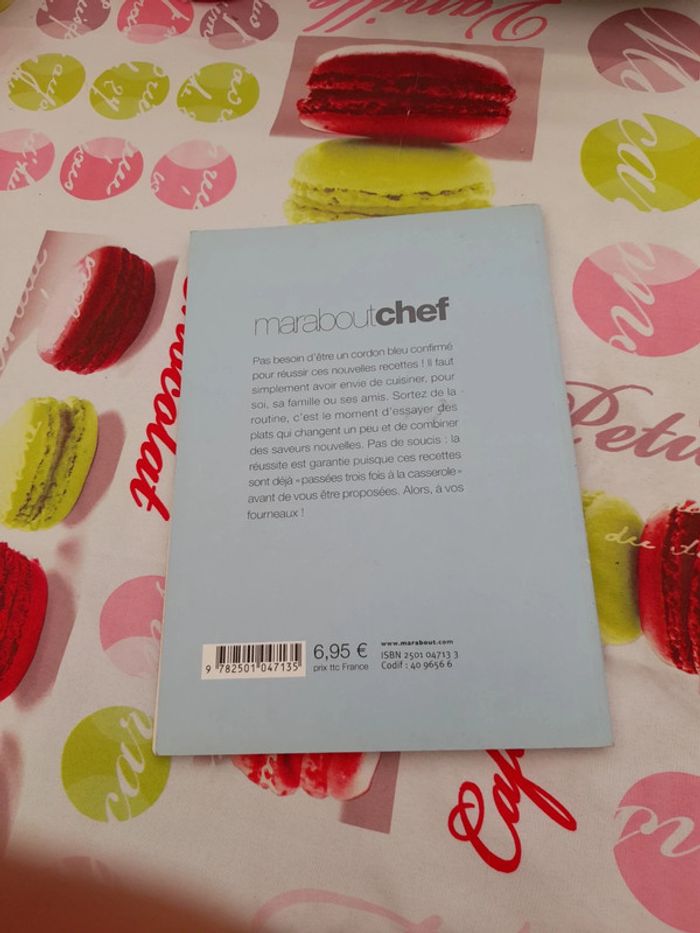 Vanille
maraboutchef
Pas besoin d'être un cordon bleu confirmé
pour réussir ces nouvelles recettes ! Il faut
simplement avoir envie de cuisiner, pour
soi, sa famille ou ses amis. Sortez de la
routine, c'est le moment d'essayer des
plats qui changent un peu et de combiner
des saveurs nouvelles. Pas de soucis : la
réussite est garantie puisque ces recettes
sont déjà «passées trois fois à la casserole»
avant de vous être proposées. Alors, à vos
fourneaux !
www.marabout.com
6,95 €
prix ttc France
ISBN 2501 04713 3
Codif : 40 9656 6
9 782501 047135